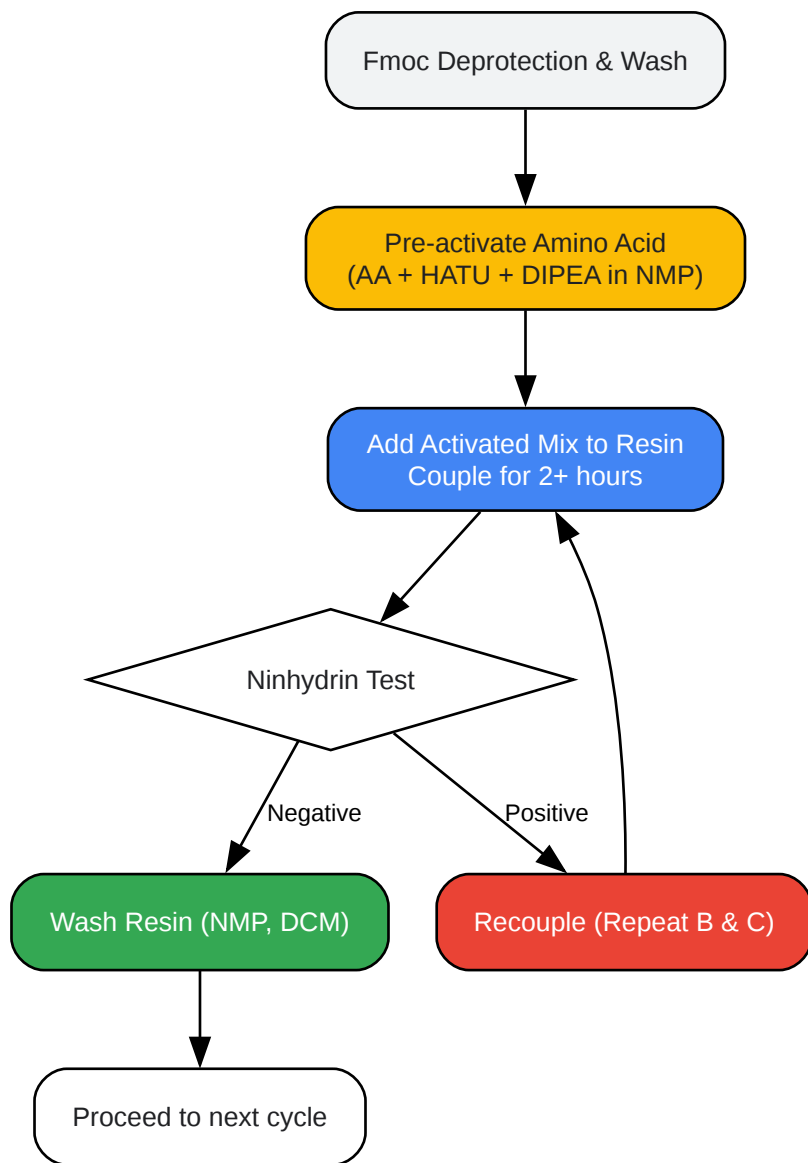 Fmoc Deprotection & Wash
Pre-activate Amino Acid
(AA + HATU + DIPEA in NMP)
Add Activated Mix to Resin
Couple for 2+ hours
Ninhydrin Test
Negative
Positive
Wash Resin (NMP, DCM)
Recouple (Repeat B & C)
Proceed to next cycle